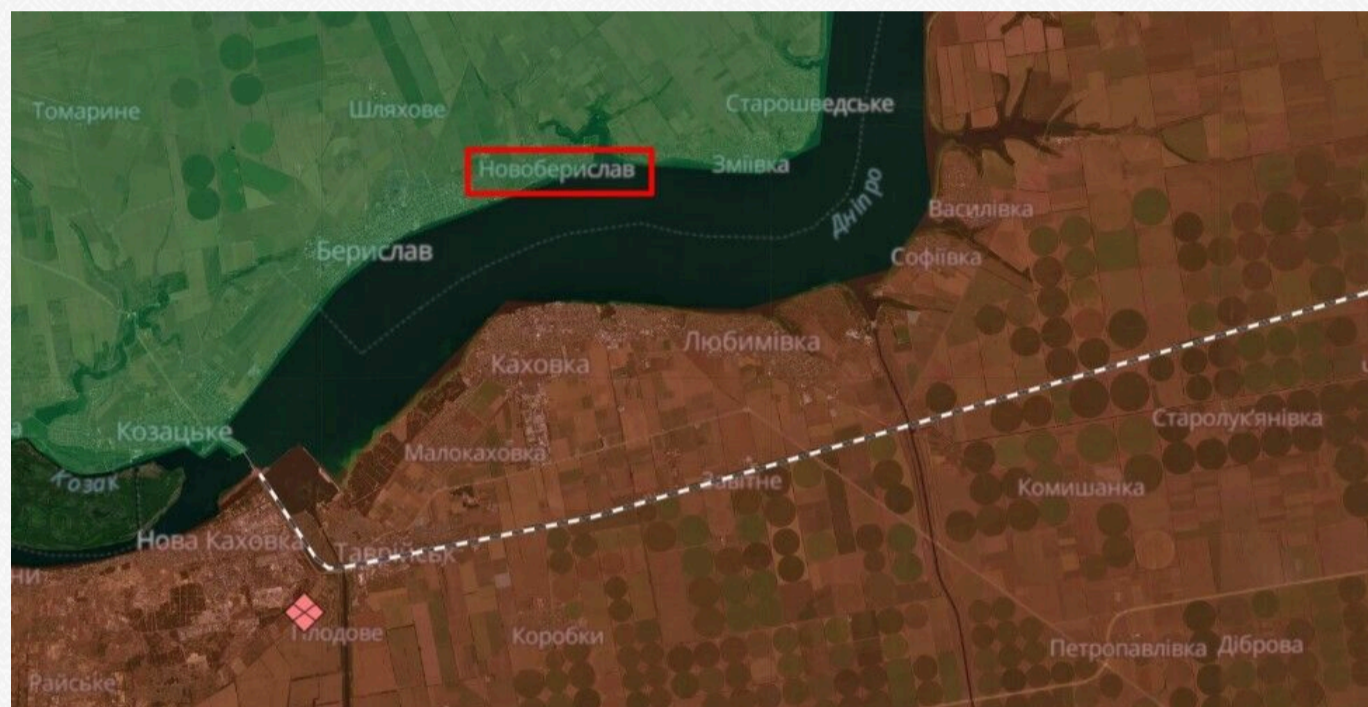 Томарине
Шляхове
Старошведське
Новоберислав
Зміївка
Дніпро
Василівка
Берислав
Софіївка
Любимівка
Каховка
Козацьке
Старолук'янівка
Малокаховка
Козак
Завітне
Комишанка
Нова Каховка
Таврійськ
Плодове
Коробки
Петропавлівка
Діброва
Райське